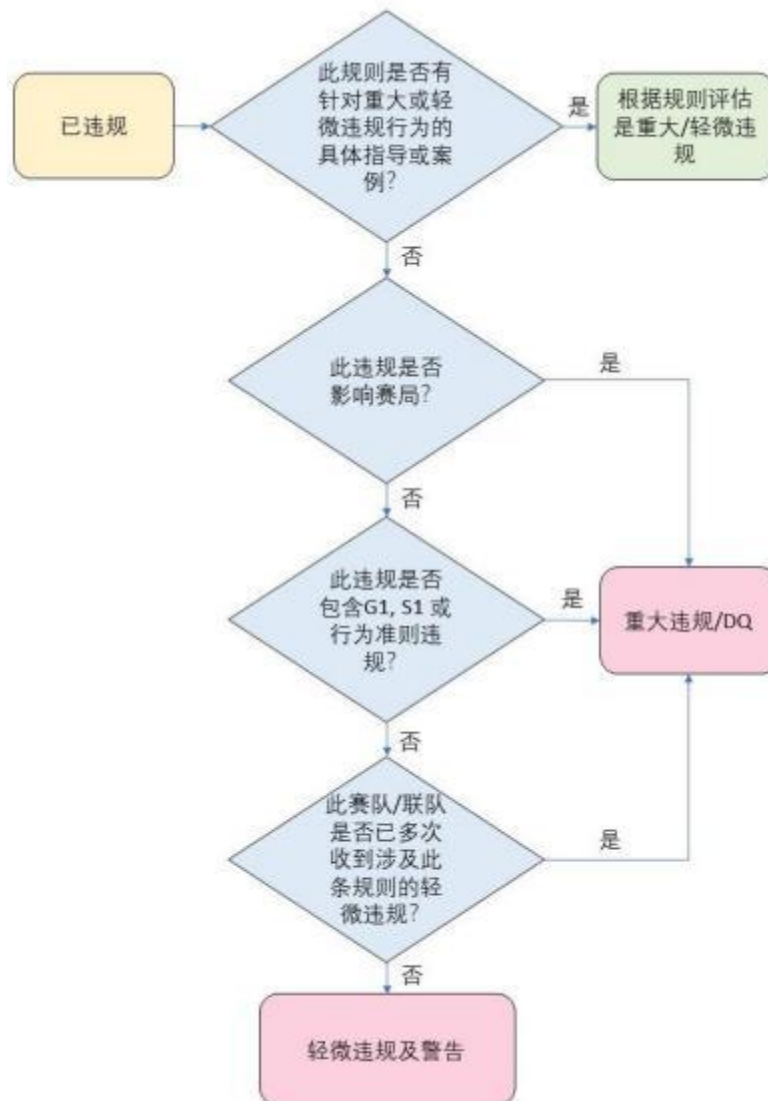 已违规
此规则是否有
针对重大或轻
微违规行为的
具体指导或案
例？
是
根据规则评估
是重大/轻微违
规
否
此违规是否
影响赛局？
是
否
此违规是否
包含G1, S1 或
行为准则违
规？
是
重大违规/DQ
否
此赛队/联队
是否已多次
收到涉及此
条规则的轻
微违规？
是
否
轻微违规及警告